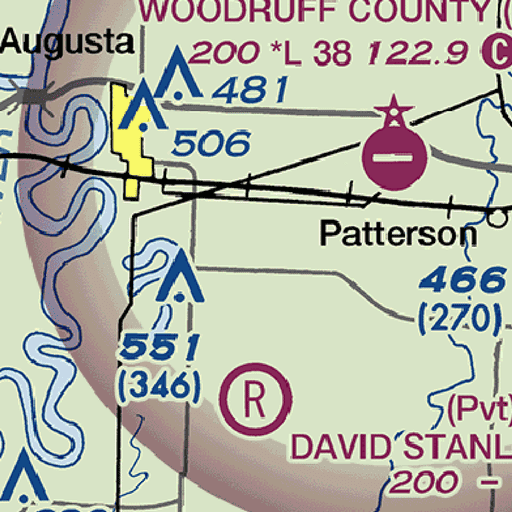 WOODRUFF COUNTY (
Augusta
200 *L 38 122.9 C
481
506
Patterson
466
(270)
551
(346)
R
(Pvt)
DAVID STANL
200 –